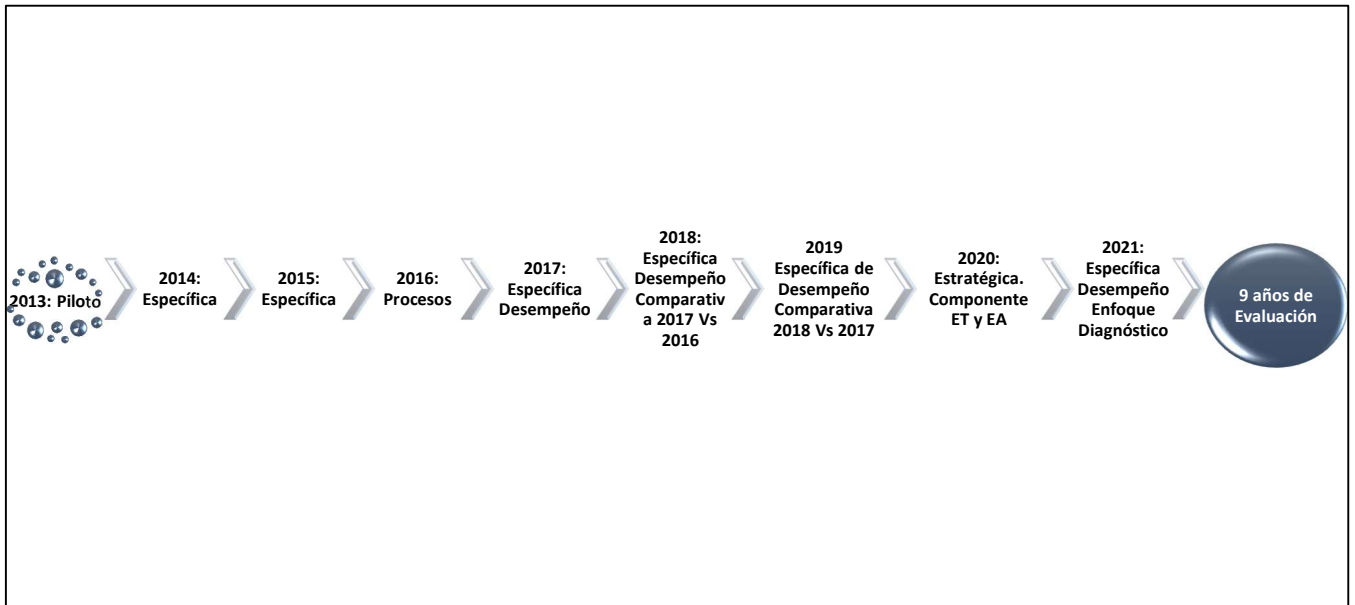 2013: Piloto
2014:
Específica
2015:
Específica
2016:
Procesos
2017:
Específica
Desempeño
2018:
Específica
Desempeño
Comparativ
a 2017 Vs
2016
2019
Específica de
Desempeño
Comparativa
2018 Vs 2017
2020:
Estratégica.
Componente
ET y EA
2021:
Específica
Desempeño
Enfoque
Diagnóstico
9 años de
Evaluación